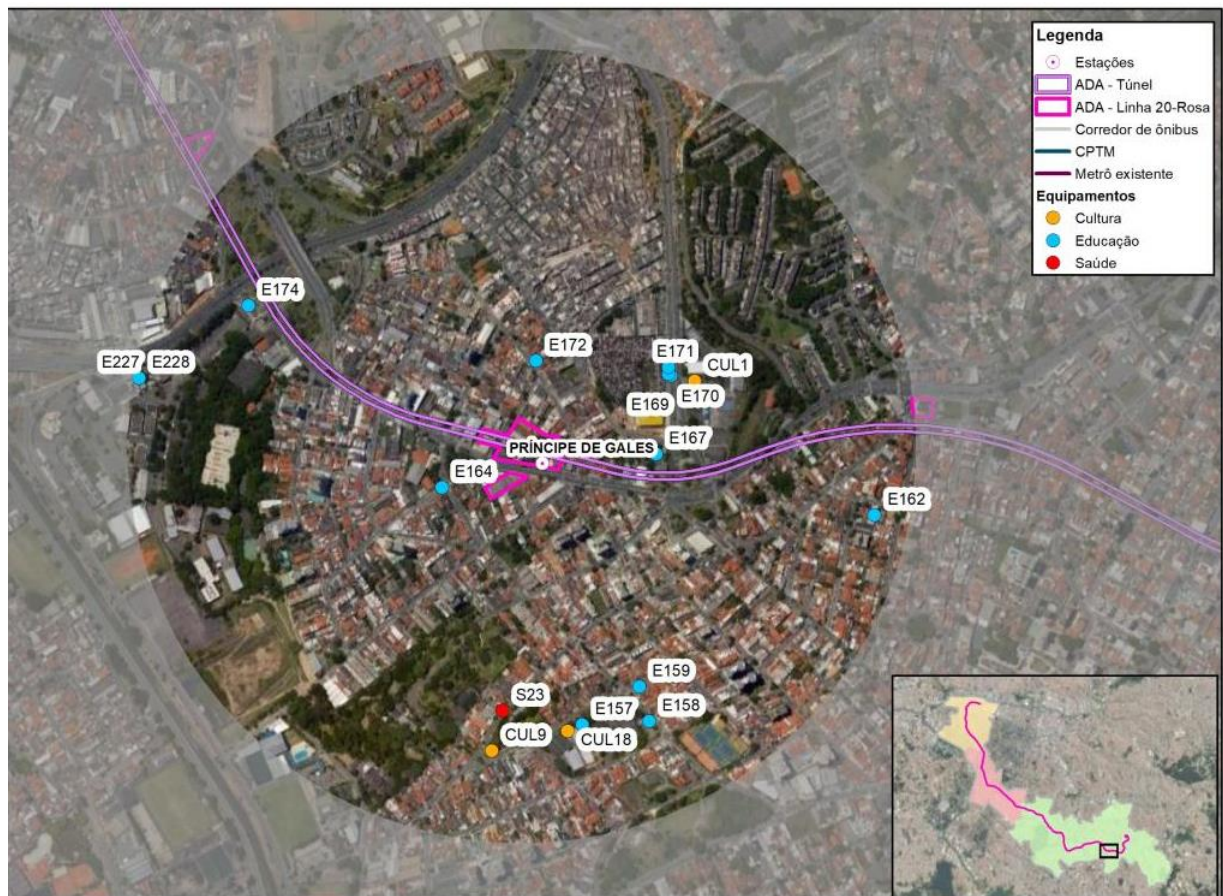 Legenda
Estações
ADA - Túnel
ADA - Linha 20-Rosa
Corredor de ônibus
CPTM
Metrô existente
Equipamentos
Cultura
Educação
Saúde
E174
E227 E228
E172
E171
CUL1
E170
E169
PRÍNCIPE DE GALES
E167
E164
E162
E159
S23
E157
E158
CUL9
CUL18